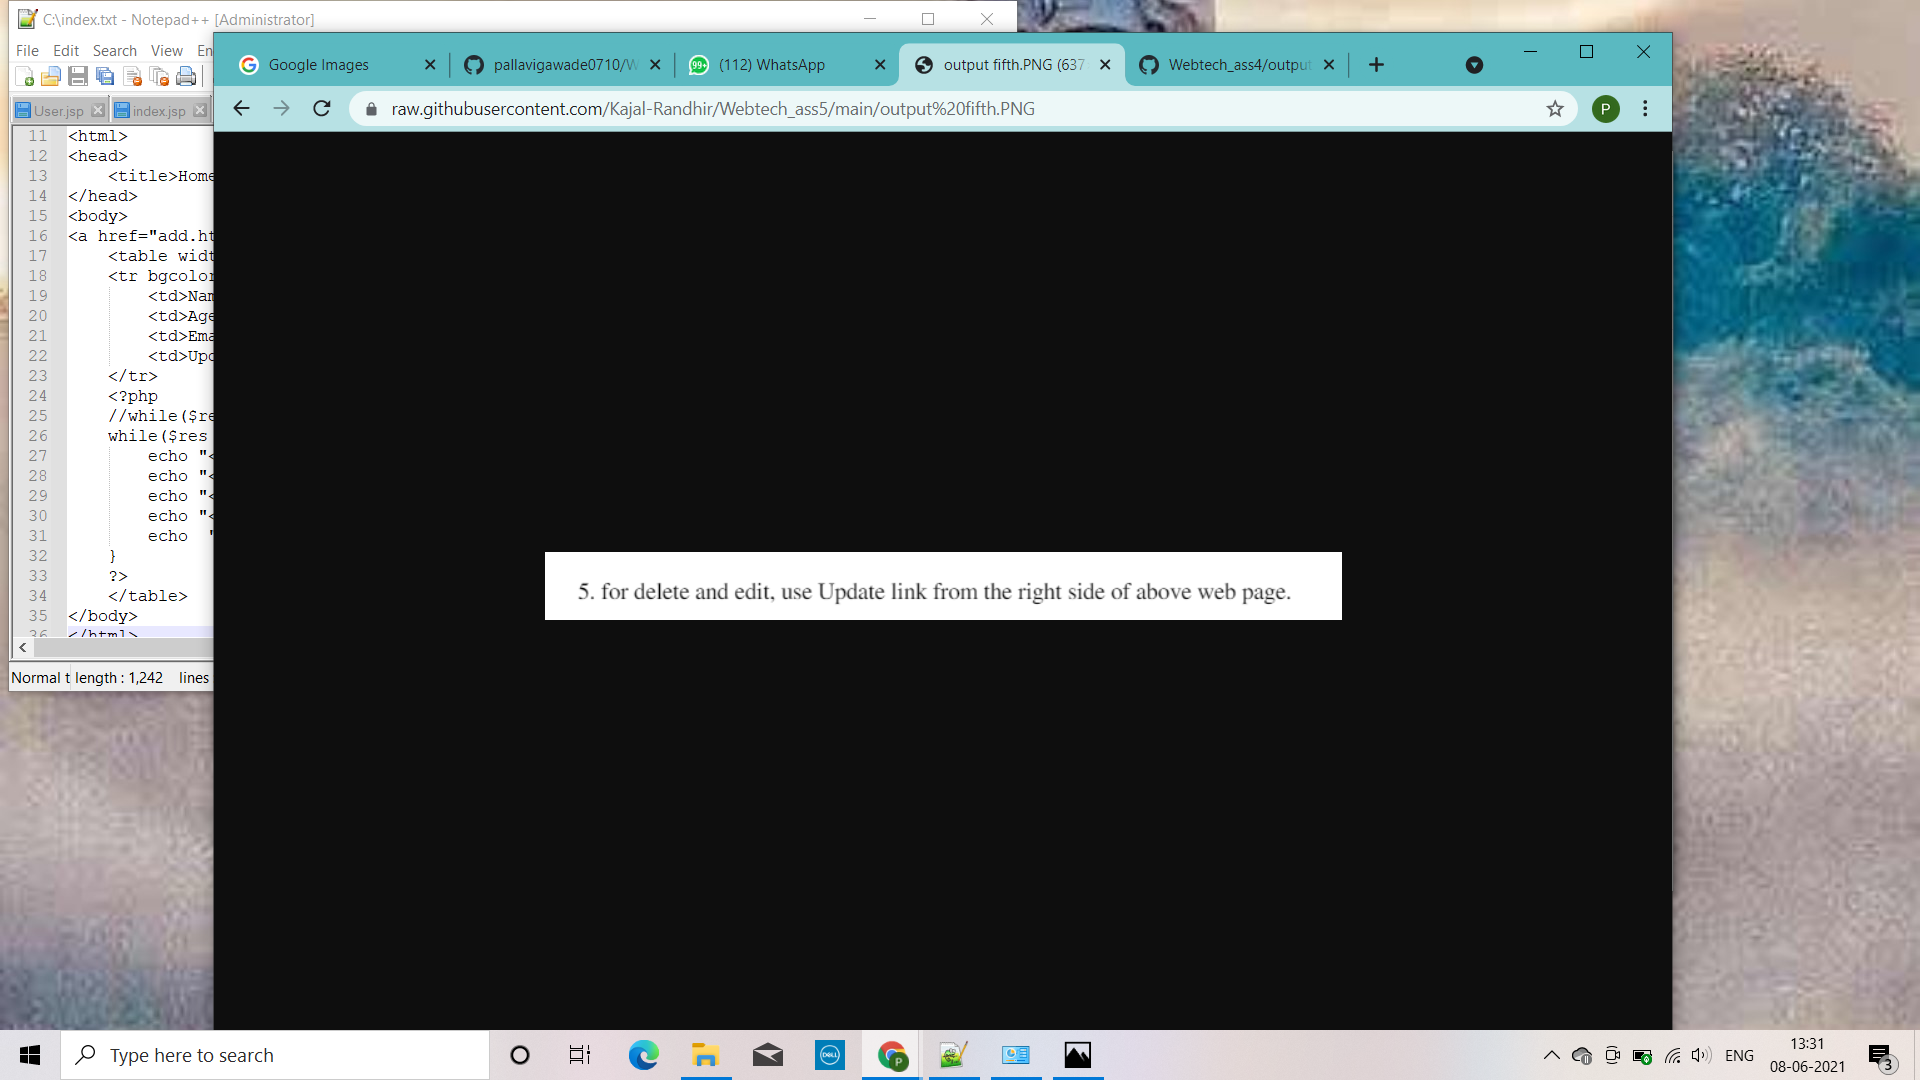 C:\index.txt - Notepad++ [Administrator]
File Edit Search View En
User.jsp index.jsp
11 <html>
12 <head>
13 <title>Home
14 </head>
15 <body>
16 <a href="add.ht
17 <table widt
18 <tr bgcolor
19 <td>Nam
20 <td>Age
21 <td>Ema
22 <td>Upd
23 </tr>
24 <?php
25 //while($re
26 while($res
27 echo "<
28 echo "<
29 echo "<
30 echo "<
31 echo "
32 }
33 ?>
34 </table>
35 </body>
36 </html>
Normal t length : 1,242 lines
Google Images
pallavigawade0710/W
99+ (112) WhatsApp
output fifth.PNG (637
Webtech_ass4/output
raw.githubusercontent.com/Kajal-Randhir/Webtech_ass5/main/output%20fifth.PNG
P
5. for delete and edit, use Update link from the right side of above web page.
Type here to search
DELL
P
ENG
13:31
08-06-2021
3